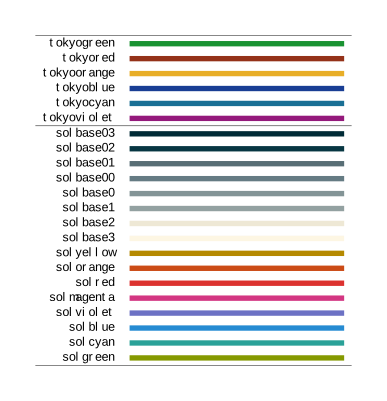 tokyogreen
tokyored
tokyoorange
tokyoblue
tokyocyan
tokyoviolet
solbase03
solbase02
solbase01
solbase00
solbase0
solbase1
solbase2
solbase3
solyellow
solorange
solred
solmagenta
solviolet
solblue
solcyan
solgreen